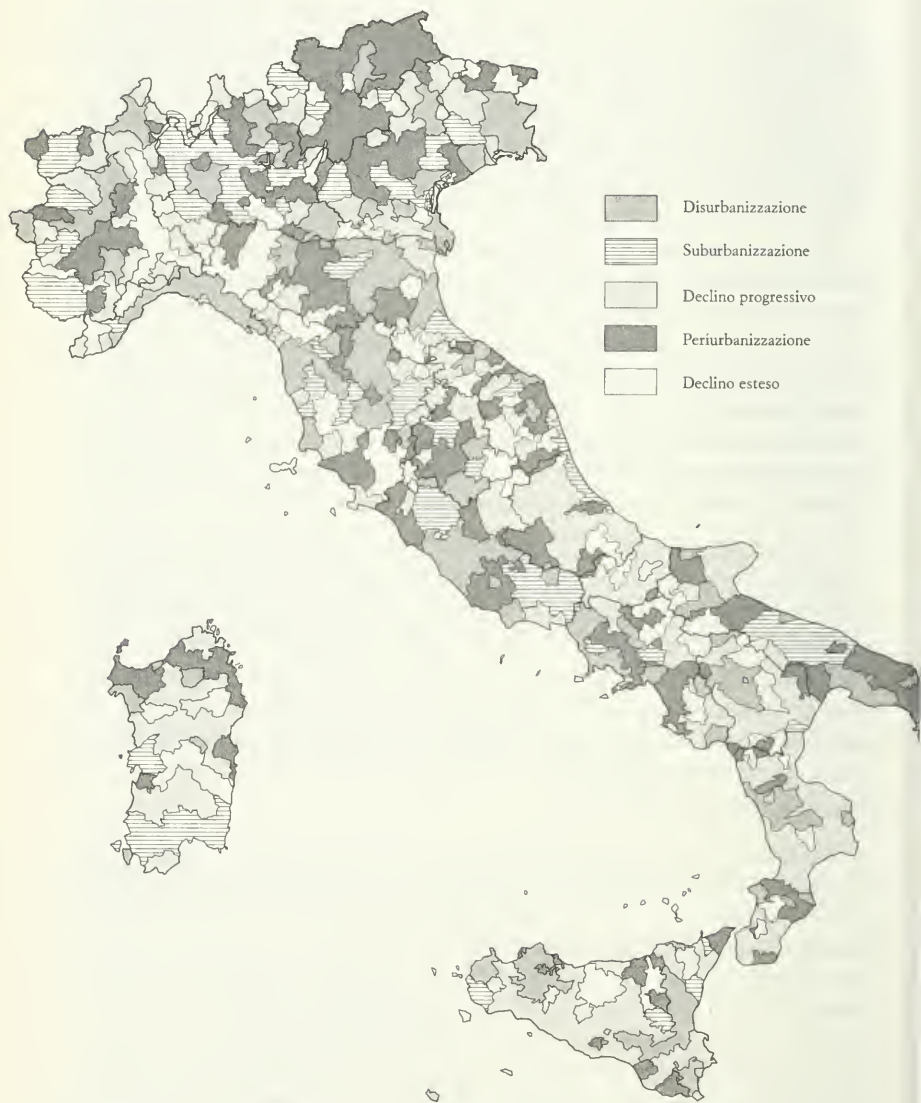 Disurbanizzazione
Suburbanizzazione
Declino progressivo
Periurbanizzazione
Declino esteso